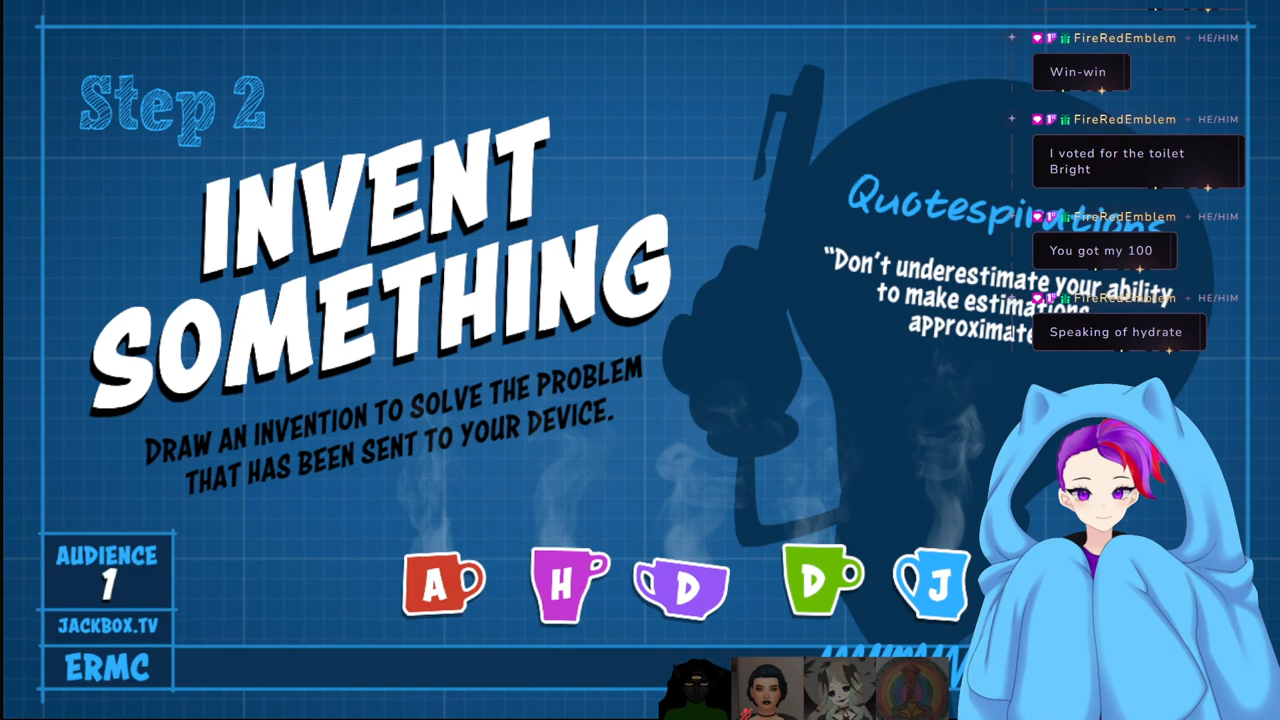 Step 2
INVENT
SOMETHING
DRAW AN INVENTION TO SOLVE THE PROBLEM
THAT HAS BEEN SENT TO YOUR DEVICE.
Quotespirations
"Don't underestimate your ability
to make estimations
approximate
FireRedEmblem HE/HIM
Win-win
FireRedEmblem HE/HIM
I voted for the toilet
Bright
FireRedEmblem HE/HIM
You got my 100
FireRedEmblem HE/HIM
Speaking of hydrate
AUDIENCE
1
JACKBOX.TV
ERMC
A
H
D
D
J